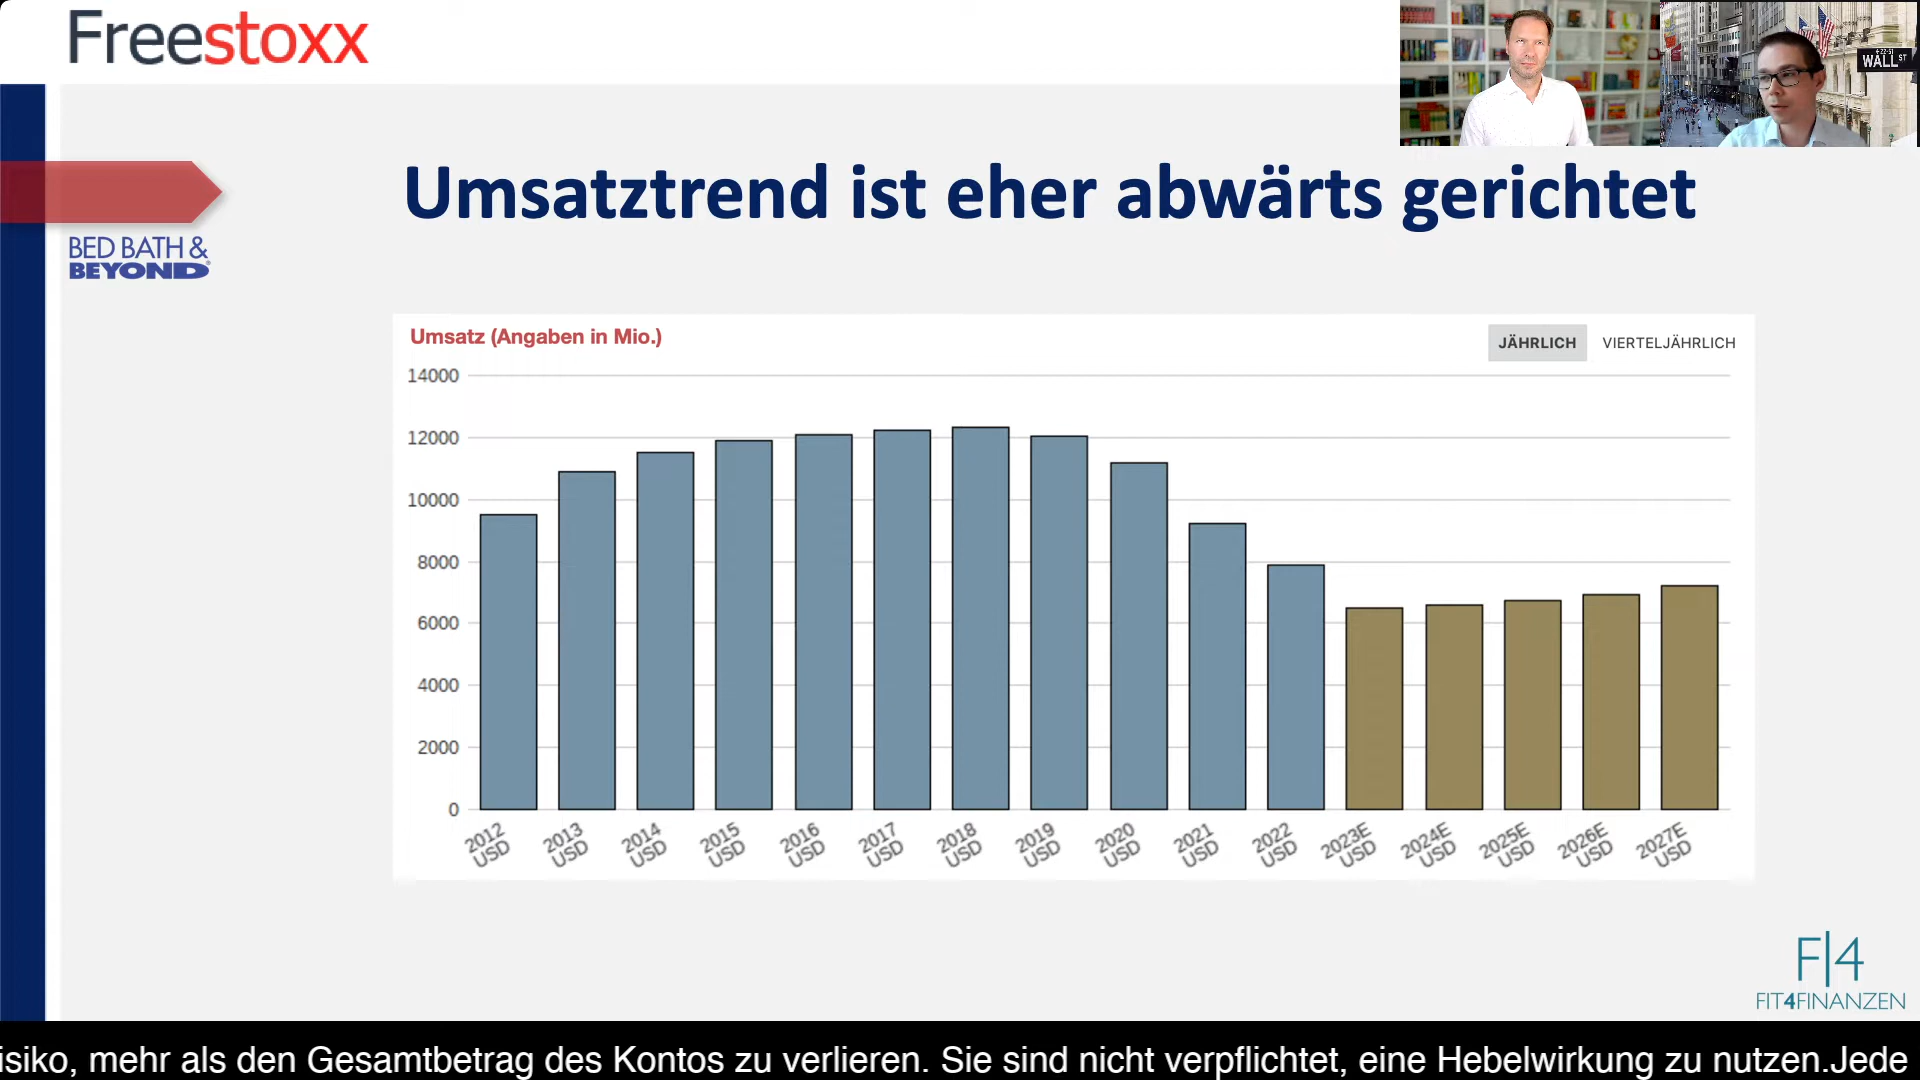 Freestoxx
WALL ST
Umsatztrend ist eher abwärts gerichtet
BED BATH &
BEYOND
Umsatz (Angaben in Mio.)
JÄHRLICH VIERTELJÄHRLICH
14000
12000
10000
8000
6000
4000
2000
0
2012 USD
2013 USD
2014 USD
2015 USD
2016 USD
2017 USD
2018 USD
2019 USD
2020 USD
2021 USD
2022 USD
2023E USD
2024E USD
2025E USD
2026E USD
2027E USD
F|4
FIT4FINANZEN
isiko, mehr als den Gesamtbetrag des Kontos zu verlieren. Sie sind nicht verpflichtet, eine Hebelwirkung zu nutzen.Jede